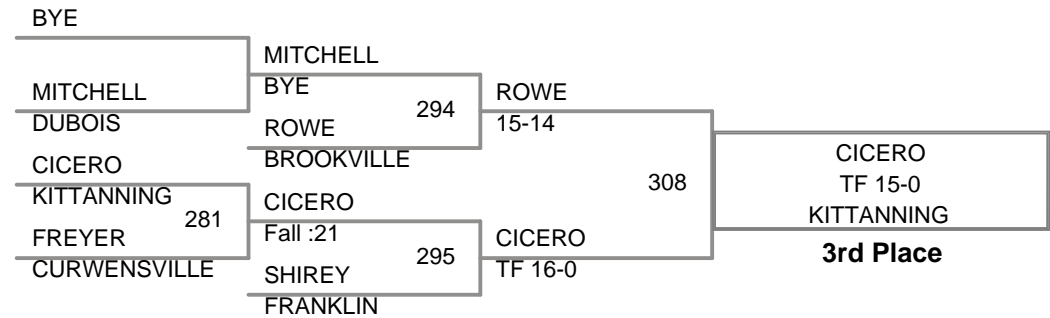 BYE
MITCHELL
DUBOIS
CICERO
KITTANNING
281
FREYER
CURWENSVILLE
MITCHELL
BYE
294
ROWE
BROOKVILLE
CICERO
Fall :21
295
SHIREY
FRANKLIN
ROWE
15-14
308
CICERO
TF 16-0
CICERO
TF 15-0
KITTANNING
3rd Place